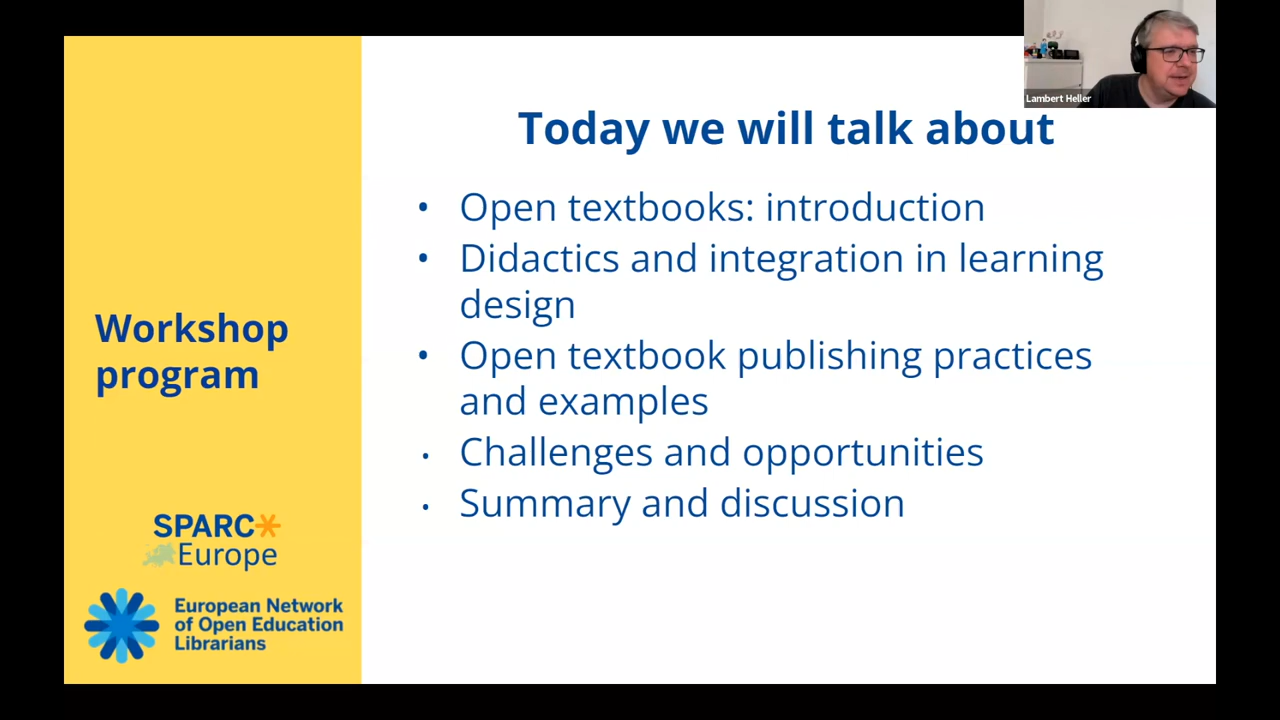 Lambert Heller
Today we will talk about
• Open textbooks: introduction
• Didactics and integration in learning
design
• Open textbook publishing practices
and examples
• Challenges and opportunities
• Summary and discussion
Workshop
program
SPARC
Europe
European Network
of Open Education
Librarians